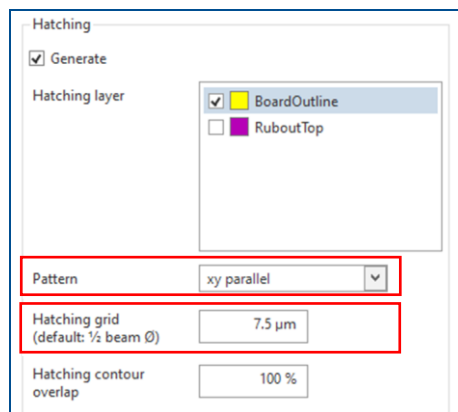 Hatching
Generate
Hatching layer
BoardOutline
RuboutTop
Pattern
xy parallel
Hatching grid
(default: ½ beam Ø)
7.5 µm
Hatching contour
overlap
100 %